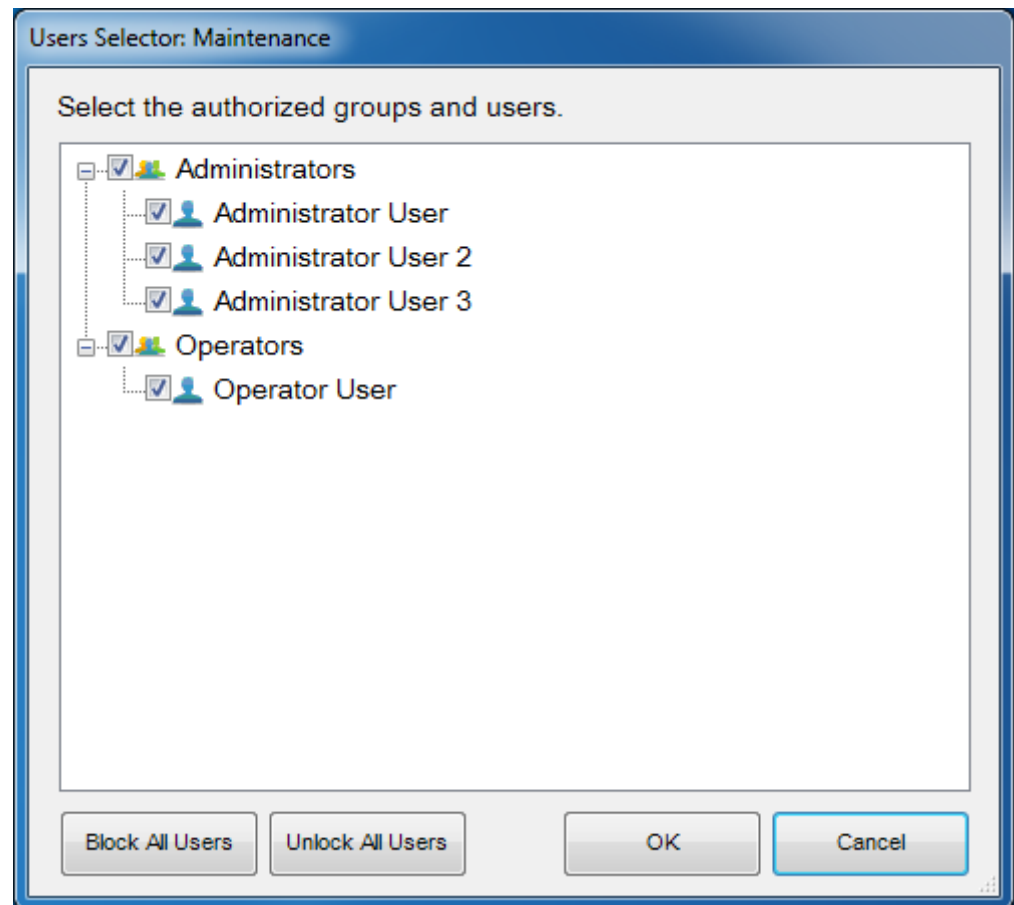 Users Selector: Maintenance
Select the authorized groups and users.
Administrators
Administrator User
Administrator User 2
Administrator User 3
Operators
Operator User
Block All Users
Unlock All Users
OK
Cancel